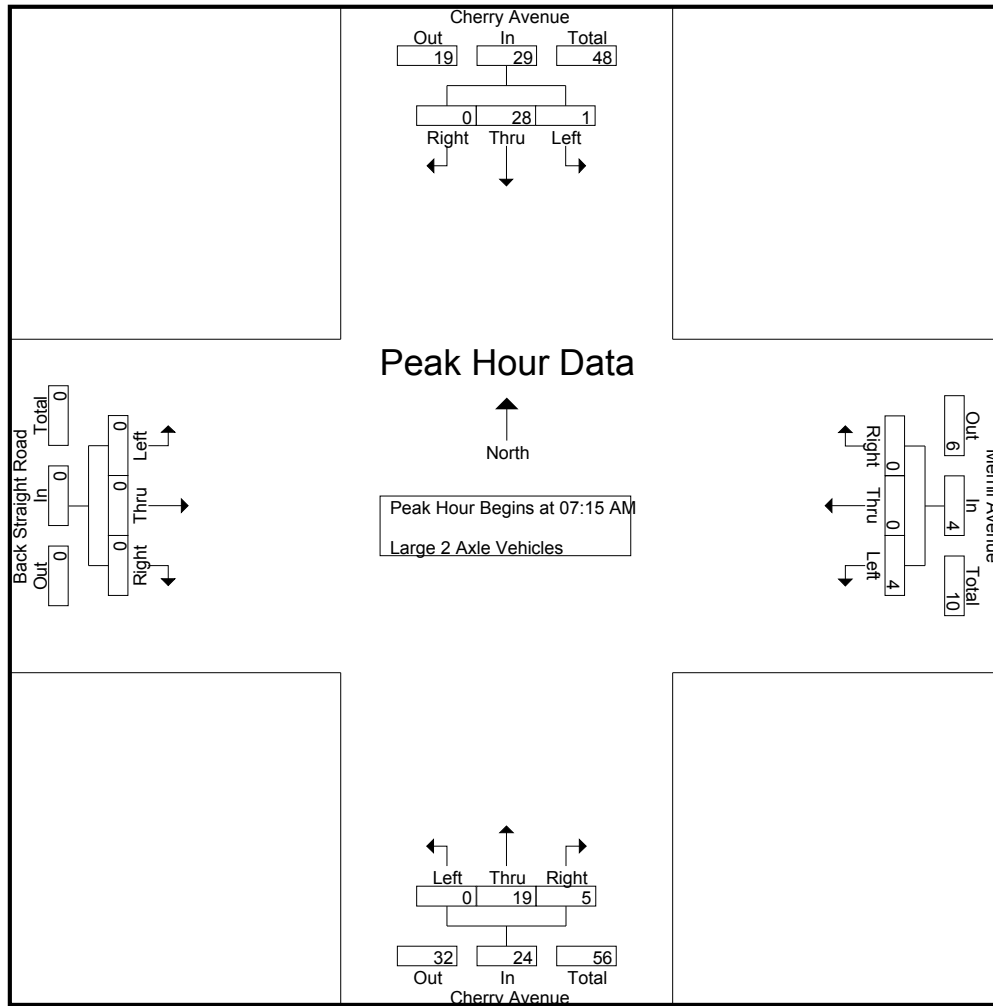 Cherry Avenue
Out In Total
19 29 48
0 28 1
Right Thru Left
Peak Hour Data
North
Peak Hour Begins at 07:15 AM
Large 2 Axle Vehicles
Back Straight Road
Out In Total
0 0 0
0 0 0
Right Thru Left
Avenue
Out In Total
6 4 10
0 0 4
Right Thru Left
Left Thru Right
0 19 5
32 24 56
Out In Total
Cherry Avenue